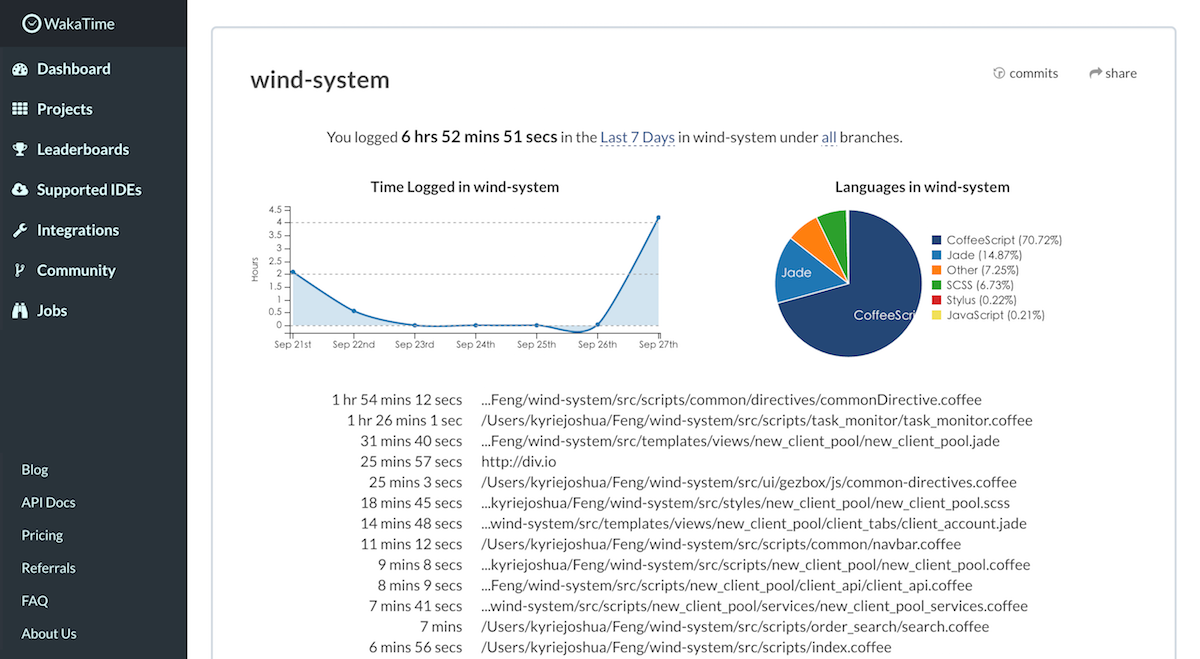 WakaTime
Dashboard
Projects
Leaderboards
Supported IDEs
Integrations
Community
Jobs
Blog
API Docs
Pricing
Referrals
FAQ
About Us
wind-system
commits
share
You logged 6 hrs 52 mins 51 secs in the Last 7 Days in wind-system under all branches.
Time Logged in wind-system
Hours
4.5
4
3.5
3
2.5
2
1.5
1
0.5
0
Sep 21st Sep 22nd Sep 23rd Sep 24th Sep 25th Sep 26th Sep 27th
Languages in wind-system
Jade
CoffeeScri
CoffeeScript (70.72%)
Jade (14.87%)
Other (7.25%)
SCSS (6.73%)
Stylus (0.22%)
JavaScript (0.21%)
1 hr 54 mins 12 secs ...Feng/wind-system/src/scripts/common/directives/commonDirective.coffee
1 hr 26 mins 1 sec /Users/kyriejoshua/Feng/wind-system/src/scripts/task_monitor/task_monitor.coffee
31 mins 40 secs ...Feng/wind-system/src/templates/views/new_client_pool/new_client_pool.jade
25 mins 57 secs http://div.io
25 mins 3 secs /Users/kyriejoshua/Feng/wind-system/src/ui/gezbox/js/common-directives.coffee
18 mins 45 secs ...kyriejoshua/Feng/wind-system/src/styles/new_client_pool/new_client_pool.scss
14 mins 48 secs ...wind-system/src/templates/views/new_client_pool/client_tabs/client_account.jade
11 mins 12 secs /Users/kyriejoshua/Feng/wind-system/src/scripts/common/navbar.coffee
9 mins 8 secs ...kyriejoshua/Feng/wind-system/src/scripts/new_client_pool/new_client_pool.coffee
8 mins 9 secs ...Feng/wind-system/src/scripts/new_client_pool/client_api/client_api.coffee
7 mins 41 secs ...wind-system/src/scripts/new_client_pool/services/new_client_pool_services.coffee
7 mins /Users/kyriejoshua/Feng/wind-system/src/scripts/order_search/search.coffee
6 mins 56 secs /Users/kyriejoshua/Feng/wind-system/src/scripts/index.coffee